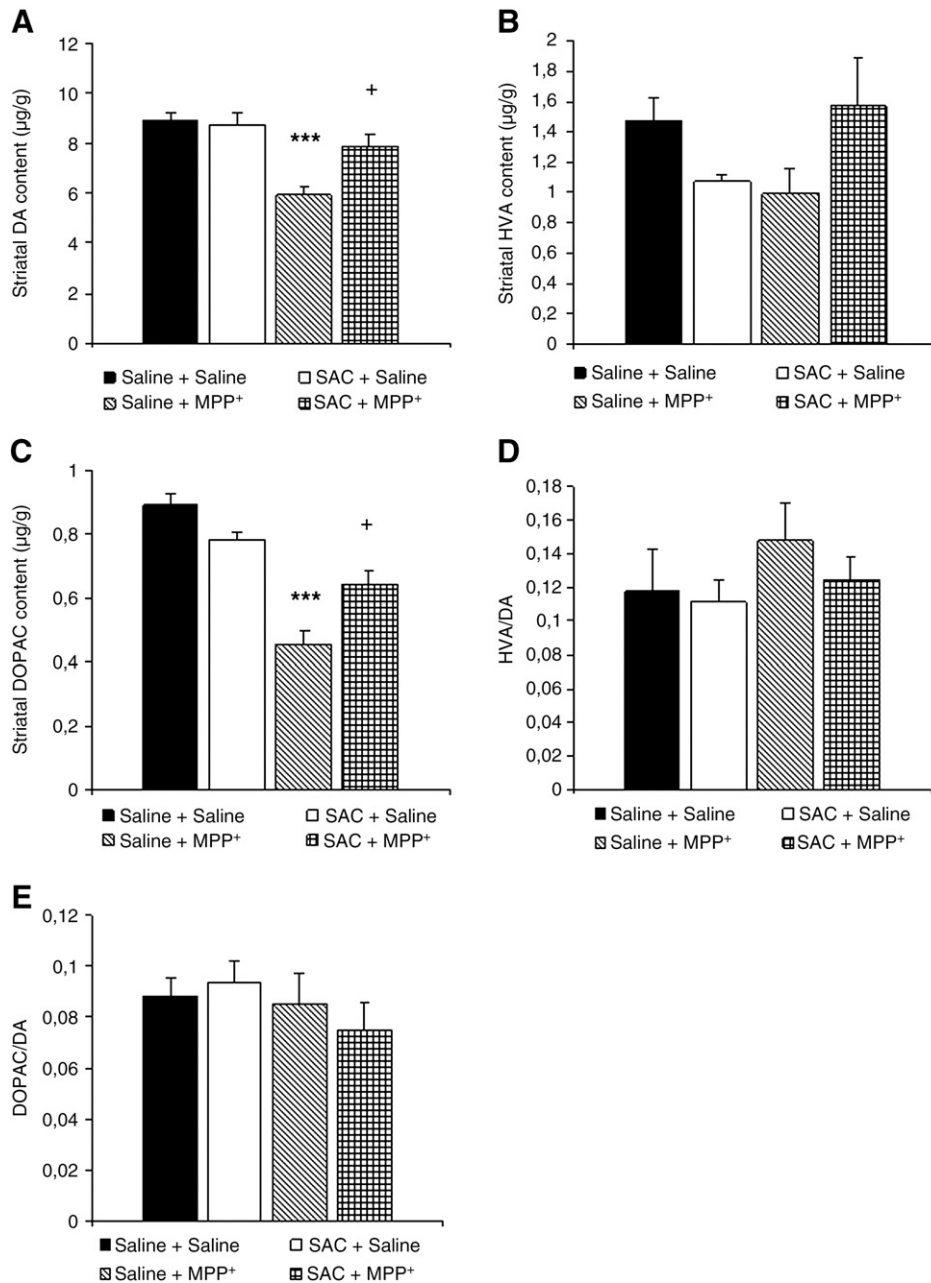 A
Striatal DA content (μg/g)
12
10
8
6
4
2
0
***
+
■ Saline + Saline □ SAC + Saline
Saline + MPP⁺ SAC + MPP⁺
B
Striatal HVA content (μg/g)
2
1,8
1,6
1,4
1,2
1
0,8
0,6
0,4
0,2
0
Saline + Saline SAC + Saline
Saline + MPP⁺ SAC + MPP⁺
C
Striatal DOPAC content (μg/g)
1
0,8
0,6
0,4
0,2
0
***
+
Saline + Saline SAC + Saline
Saline + MPP⁺ SAC + MPP⁺
D
HVA/DA
0,18
0,16
0,14
0,12
0,1
0,08
0,06
0,04
0,02
0
Saline + Saline SAC + Saline
Saline + MPP⁺ SAC + MPP⁺
E
DOPAC/DA
0,12
0,1
0,08
0,06
0,04
0,02
0
Saline + Saline SAC + Saline
Saline + MPP⁺ SAC + MPP⁺